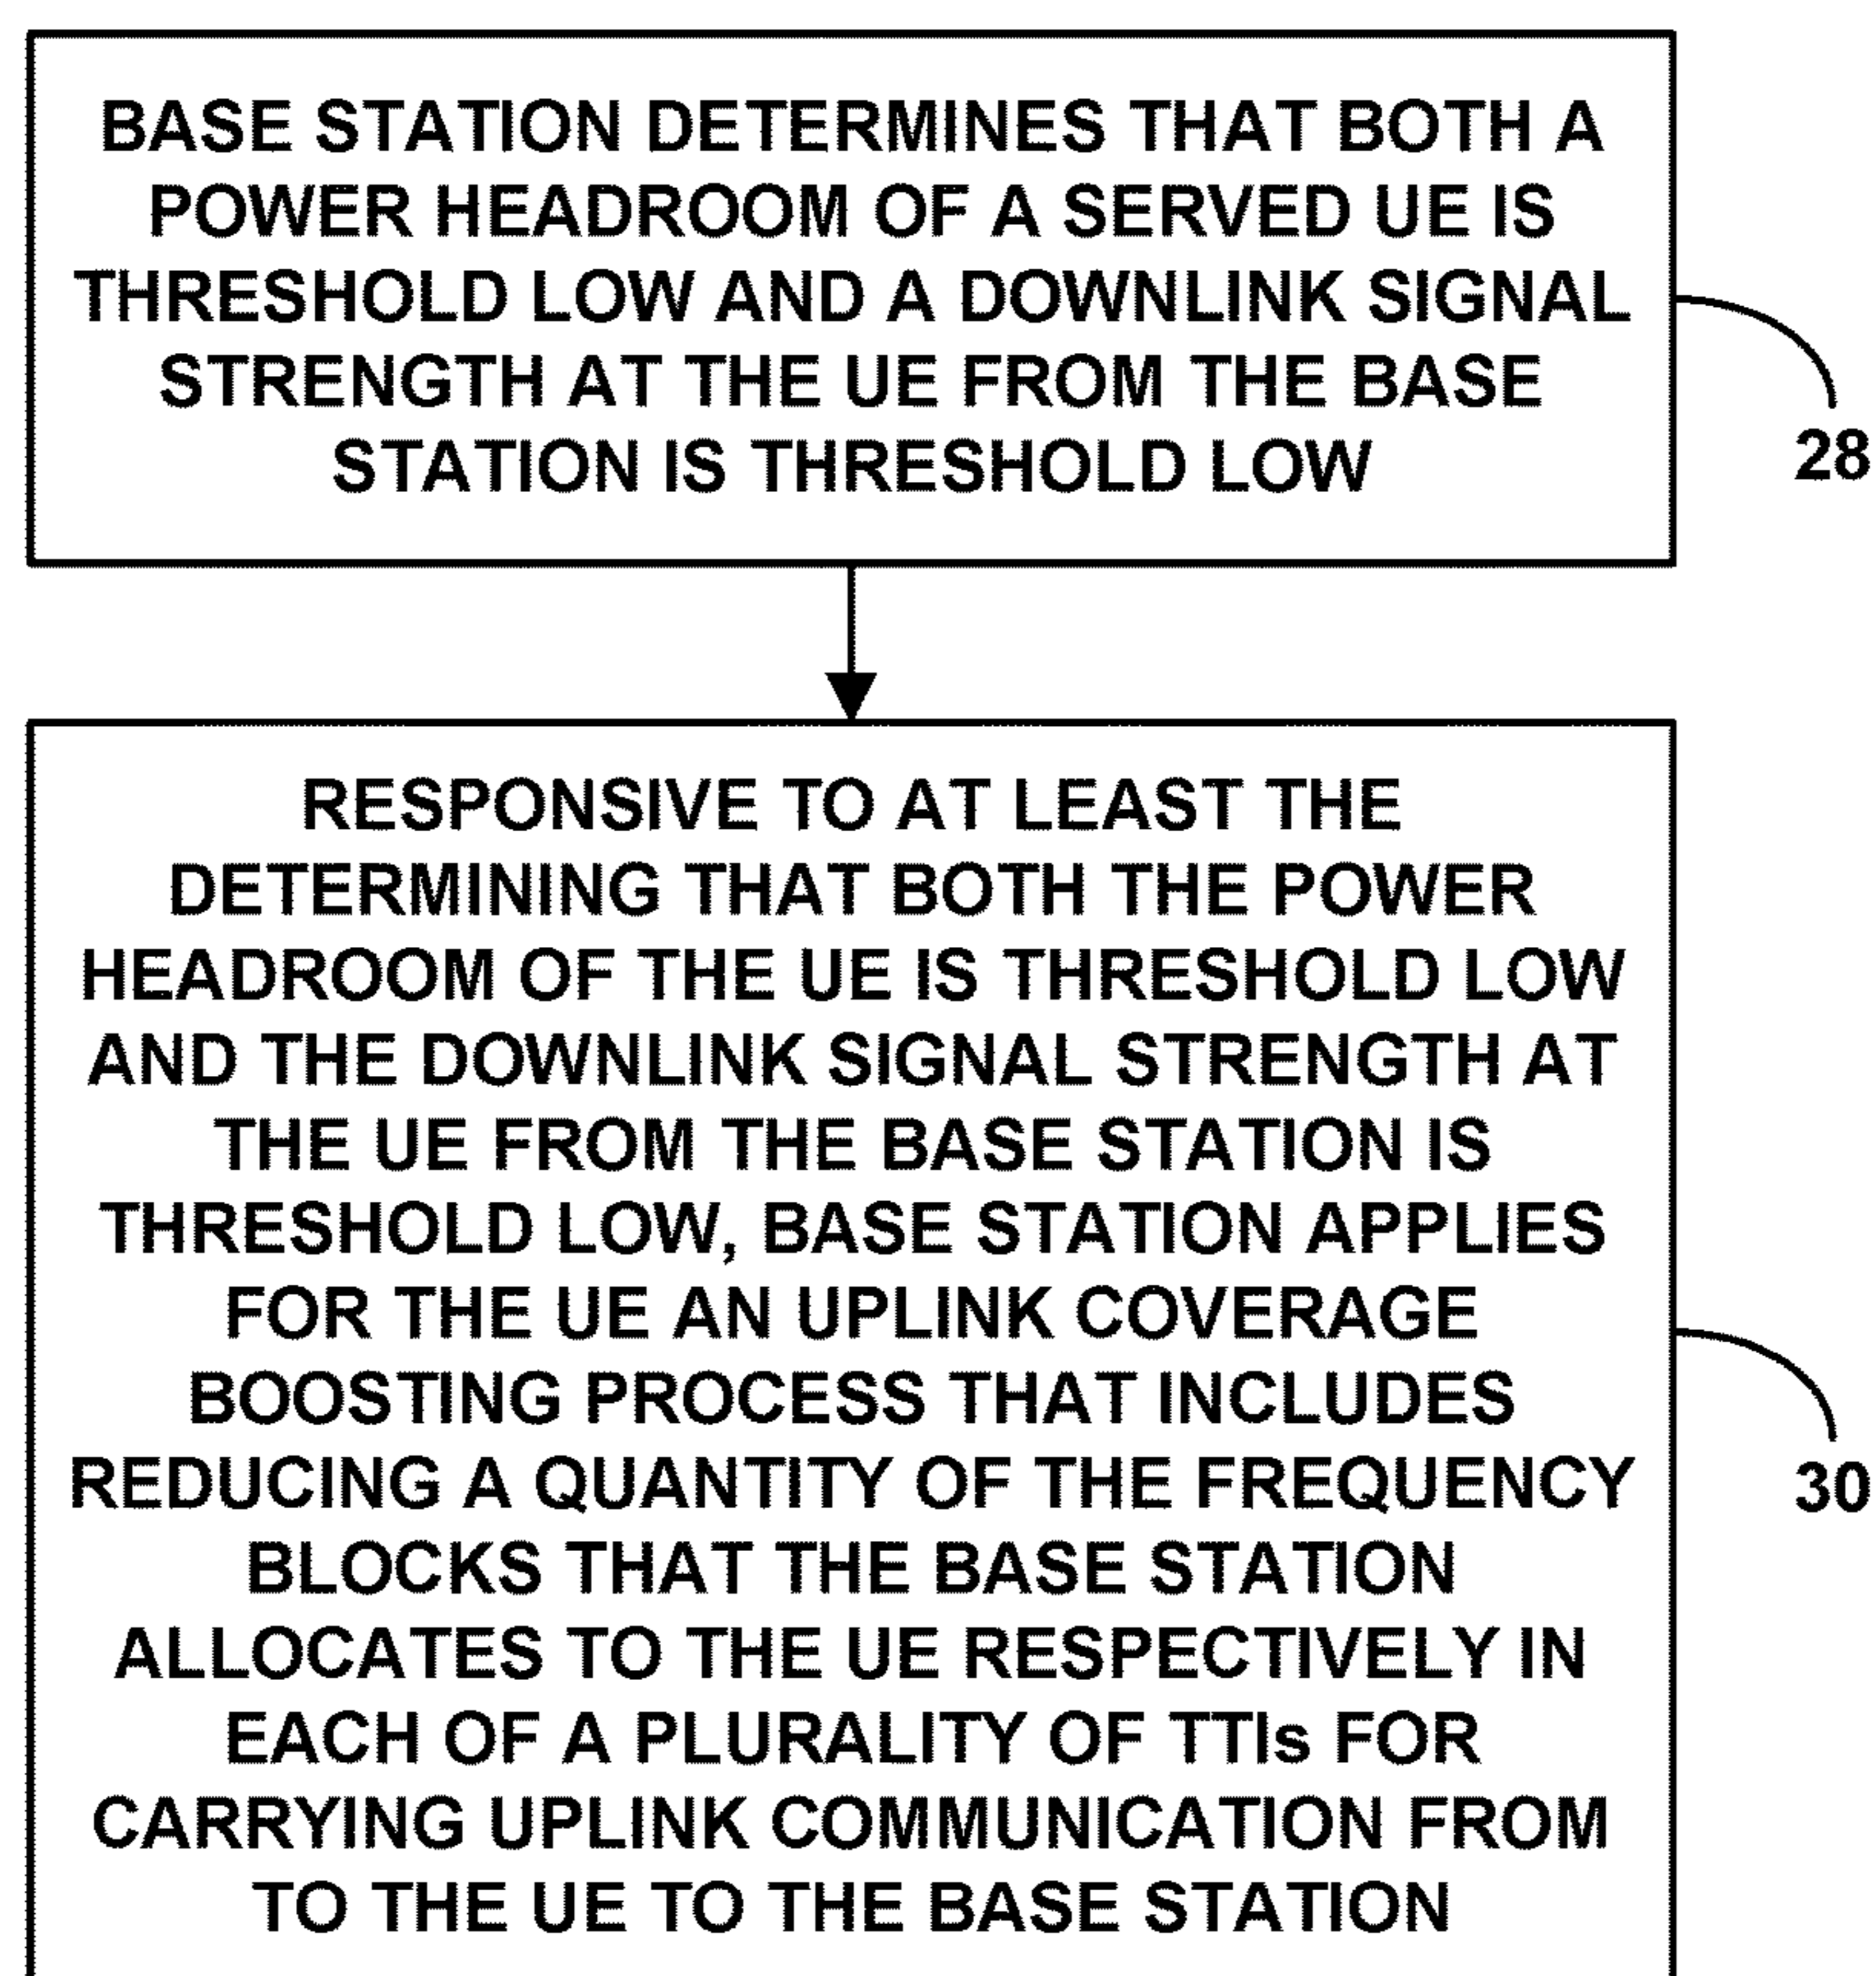 BASE STATION DETERMINES THAT BOTH A
POWER HEADROOM OF A SERVED UE IS
THRESHOLD LOW AND A DOWNLINK SIGNAL
STRENGTH AT THE UE FROM THE BASE
STATION IS THRESHOLD LOW
28
RESPONSIVE TO AT LEAST THE
DETERMINING THAT BOTH THE POWER
HEADROOM OF THE UE IS THRESHOLD LOW
AND THE DOWNLINK SIGNAL STRENGTH AT
THE UE FROM THE BASE STATION IS
THRESHOLD LOW, BASE STATION APPLIES
FOR THE UE AN UPLINK COVERAGE
BOOSTING PROCESS THAT INCLUDES
REDUCING A QUANTITY OF THE FREQUENCY
BLOCKS THAT THE BASE STATION
ALLOCATES TO THE UE RESPECTIVELY IN
EACH OF A PLURALITY OF TTIs FOR
CARRYING UPLINK COMMUNICATION FROM
TO THE UE TO THE BASE STATION
30